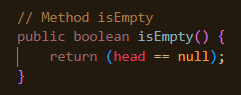 // Method isEmpty
public boolean isEmpty() {
    return (head == null);
}